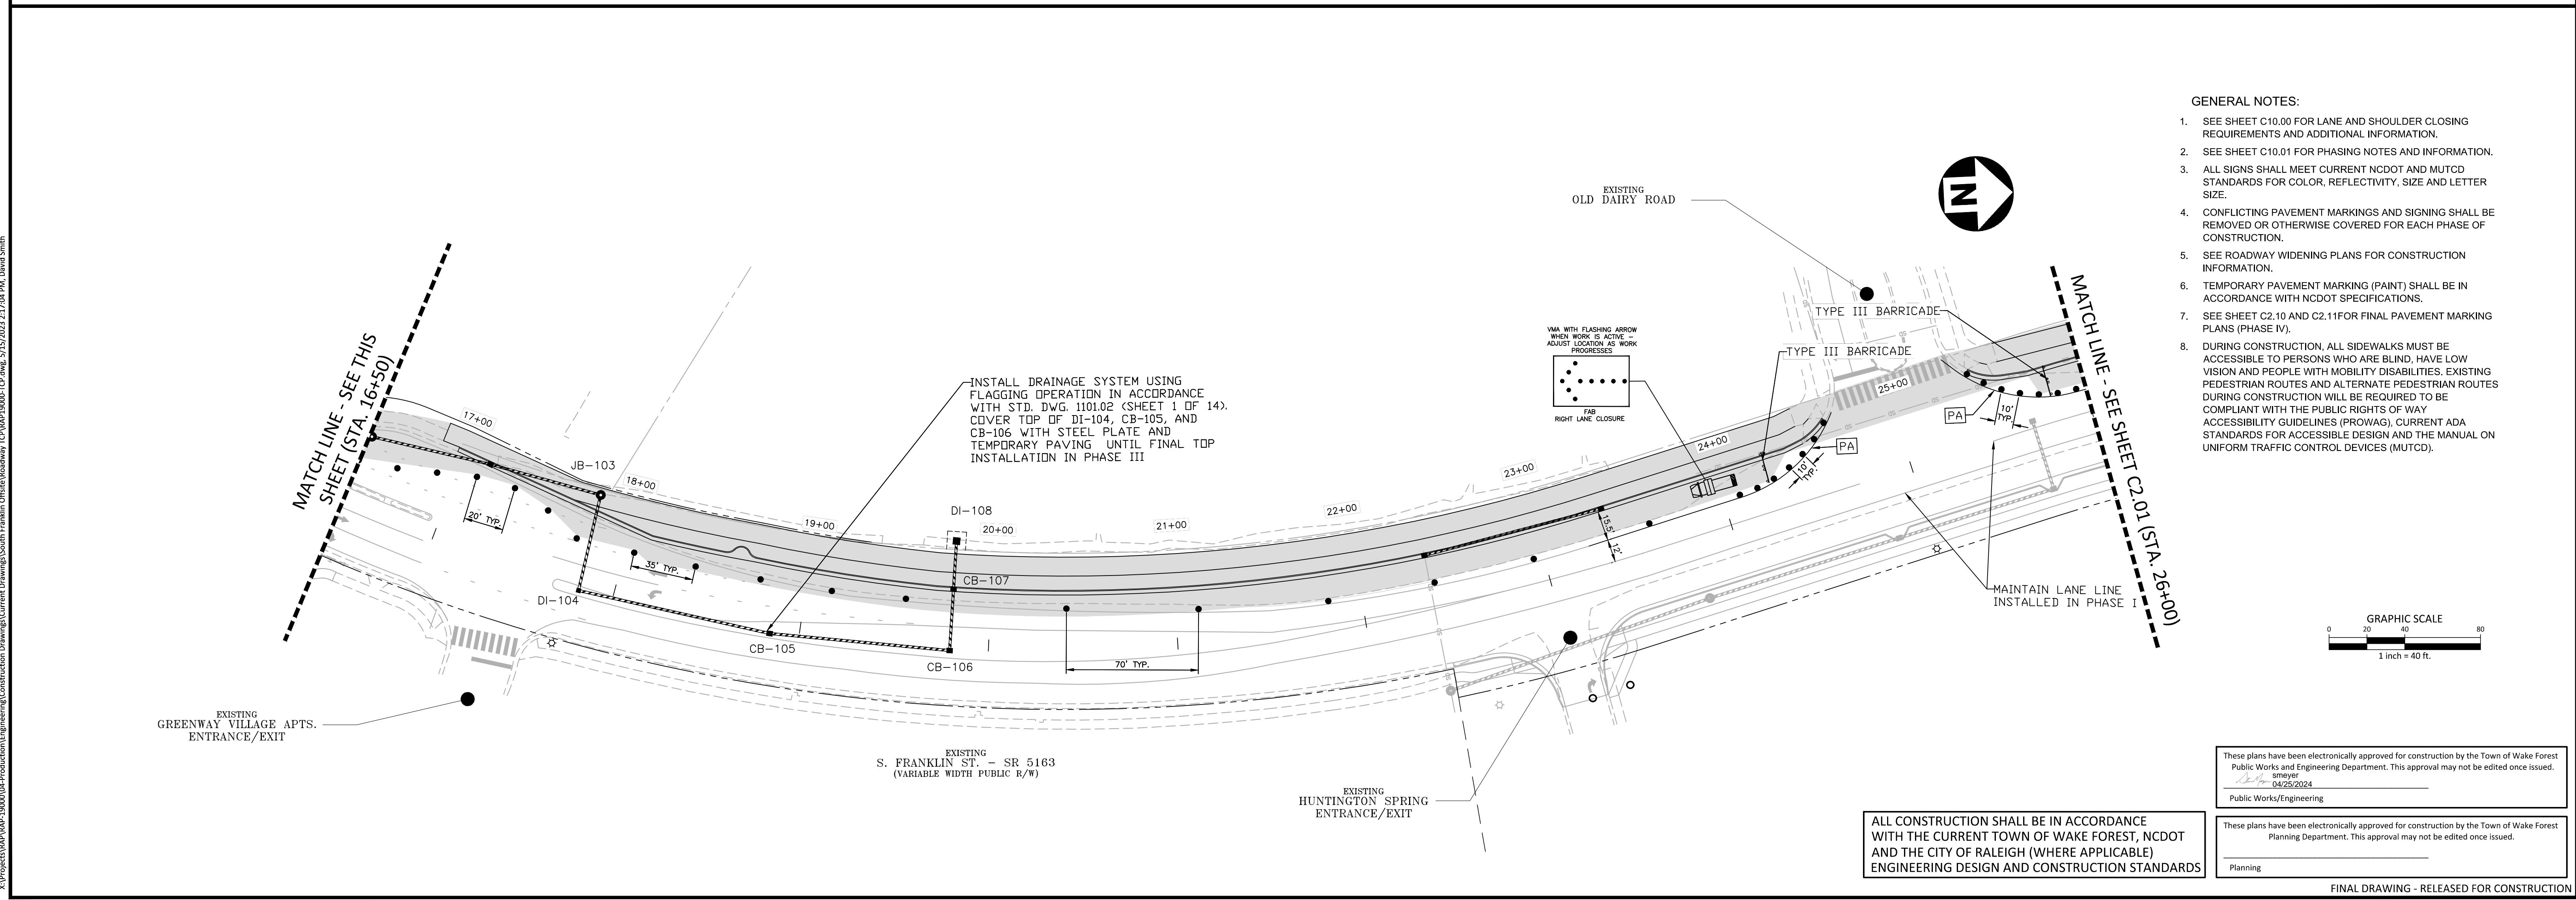 GENERAL NOTES:
1. SEE SHEET C10.00 FOR LANE AND SHOULDER CLOSING
REQUIREMENTS AND ADDITIONAL INFORMATION.
2. SEE SHEET C10.01 FOR PHASING NOTES AND INFORMATION.
3. ALL SIGNS SHALL MEET CURRENT NCDOT AND MUTCD
STANDARDS FOR COLOR, REFLECTIVITY, SIZE AND LETTER
SIZE.
4. CONFLICTING PAVEMENT MARKINGS AND SIGNING SHALL BE
REMOVED OR OTHERWISE COVERED FOR EACH PHASE OF
CONSTRUCTION.
5. SEE ROADWAY WIDENING PLANS FOR CONSTRUCTION
INFORMATION.
6. TEMPORARY PAVEMENT MARKING (PAINT) SHALL BE IN
ACCORDANCE WITH NCDOT SPECIFICATIONS.
7. SEE SHEET C2.10 AND C2.11FOR FINAL PAVEMENT MARKING
PLANS (PHASE IV).
8. DURING CONSTRUCTION, ALL SIDEWALKS MUST BE
ACCESSIBLE TO PERSONS WHO ARE BLIND, HAVE LOW
VISION AND PEOPLE WITH MOBILITY DISABILITIES. EXISTING
PEDESTRIAN ROUTES AND ALTERNATE PEDESTRIAN ROUTES
DURING CONSTRUCTION WILL BE REQUIRED TO BE
COMPLIANT WITH THE PUBLIC RIGHTS OF WAY
ACCESSIBILITY GUIDELINES (PROWAG), CURRENT ADA
STANDARDS FOR ACCESSIBLE DESIGN AND THE MANUAL ON
UNIFORM TRAFFIC CONTROL DEVICES (MUTCD).
EXISTING
OLD DAIRY ROAD
N
TYPE III BARRICADE
TYPE III BARRICADE
VMA WITH FLASHING ARROW
WHEN WORK IS ACTIVE –
ADJUST LOCATION AS WORK
PROGRESSES
FAB
RIGHT LANE CLOSURE
MATCH LINE - SEE THIS
SHEET (STA. 16+50)
MATCH LINE - SEE SHEET C2.01 (STA. 26+00)
INSTALL DRAINAGE SYSTEM USING
FLAGGING OPERATION IN ACCORDANCE
WITH STD. DWG. 1101.02 (SHEET 1 OF 14).
COVER TOP OF DI-104, CB-105, AND
CB-106 WITH STEEL PLATE AND
TEMPORARY PAVING UNTIL FINAL TOP
INSTALLATION IN PHASE III
17+00
18+00
19+00
20+00
21+00
22+00
23+00
24+00
25+00
PA
PA
10'
TYP.
10'
TYP.
JB-103
DI-108
CB-107
DI-104
CB-105
CB-106
20' TYP.
35' TYP.
70' TYP.
15.5'
12'
MAINTAIN LANE LINE
INSTALLED IN PHASE I
GRAPHIC SCALE
0 20 40 80
1 inch = 40 ft.
EXISTING
GREENWAY VILLAGE APTS.
ENTRANCE/EXIT
EXISTING
S. FRANKLIN ST. – SR 5163
(VARIABLE WIDTH PUBLIC R/W)
EXISTING
HUNTINGTON SPRING
ENTRANCE/EXIT
ALL CONSTRUCTION SHALL BE IN ACCORDANCE
WITH THE CURRENT TOWN OF WAKE FOREST, NCDOT
AND THE CITY OF RALEIGH (WHERE APPLICABLE)
ENGINEERING DESIGN AND CONSTRUCTION STANDARDS
These plans have been electronically approved for construction by the Town of Wake Forest
Public Works and Engineering Department. This approval may not be edited once issued.
smeyer
04/25/2024
Public Works/Engineering
These plans have been electronically approved for construction by the Town of Wake Forest
Planning Department. This approval may not be edited once issued.
Planning
FINAL DRAWING - RELEASED FOR CONSTRUCTION